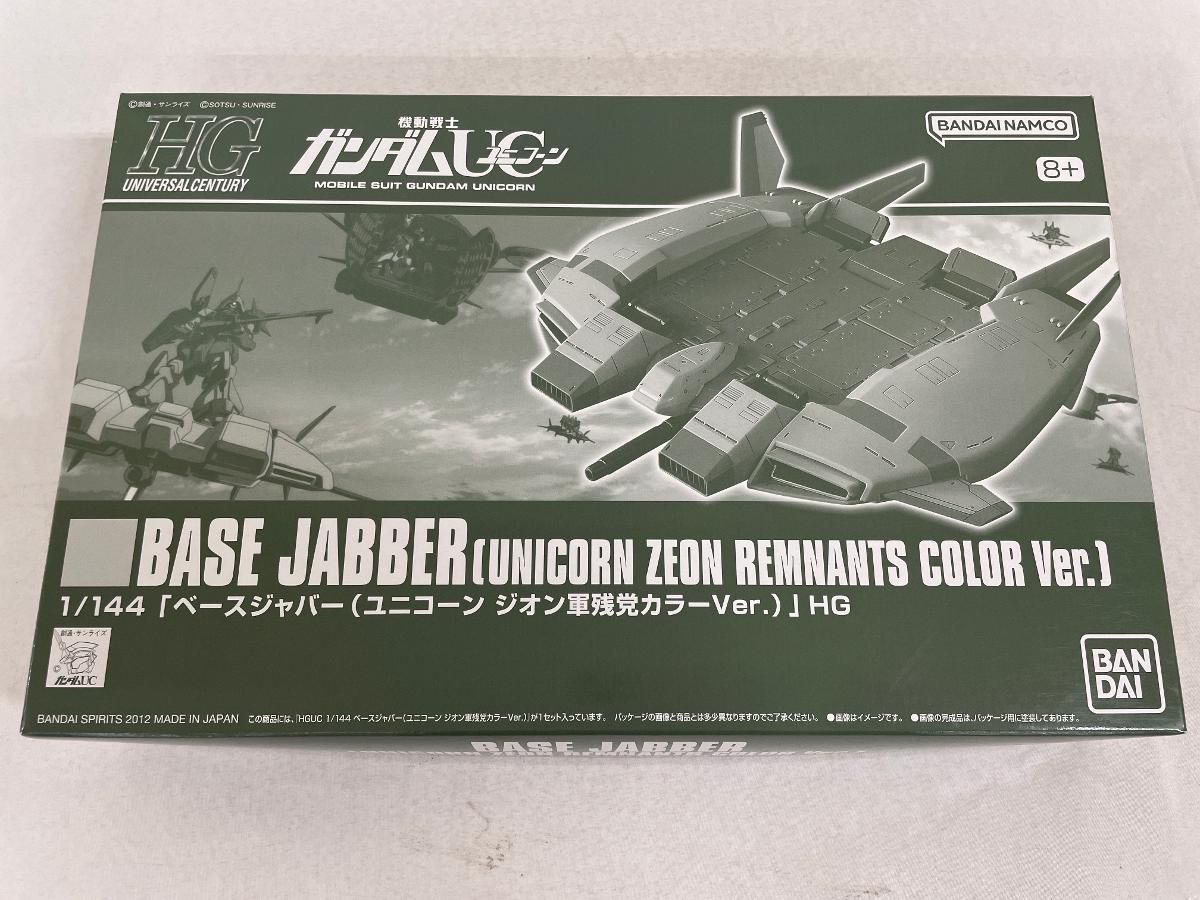 ©創通・サンライズ ©SOTSU・SUNRISE
HG
UNIVERSAL CENTURY
機動戦士
ガンダムUC
ユニコーン
MOBILE SUIT GUNDAM UNICORN
BANDAI NAMCO
8+
BASE JABBER(UNICORN ZEON REMNANTS COLOR Ver.)
1/144「ベースジャバー(ユニコーン ジオン軍残党カラーVer.)」HG
創通・サンライズ
©
ガンダムUC
BAN
DAI
BANDAI SPIRITS 2012 MADE IN JAPAN この商品には、「HGUC 1/144 ベースジャバー(ユニコーン ジオン軍残党カラーVer.)」が1セット入っています。 パッケージの画像と商品とは多少異なりますのでご了承ください。 ●画像はイメージです。 ●画像の完成品は、パッケージ用に塗装してあります。
BASE JABBER
(UNICORN ZEON REMNANTS COLOR Ver.)